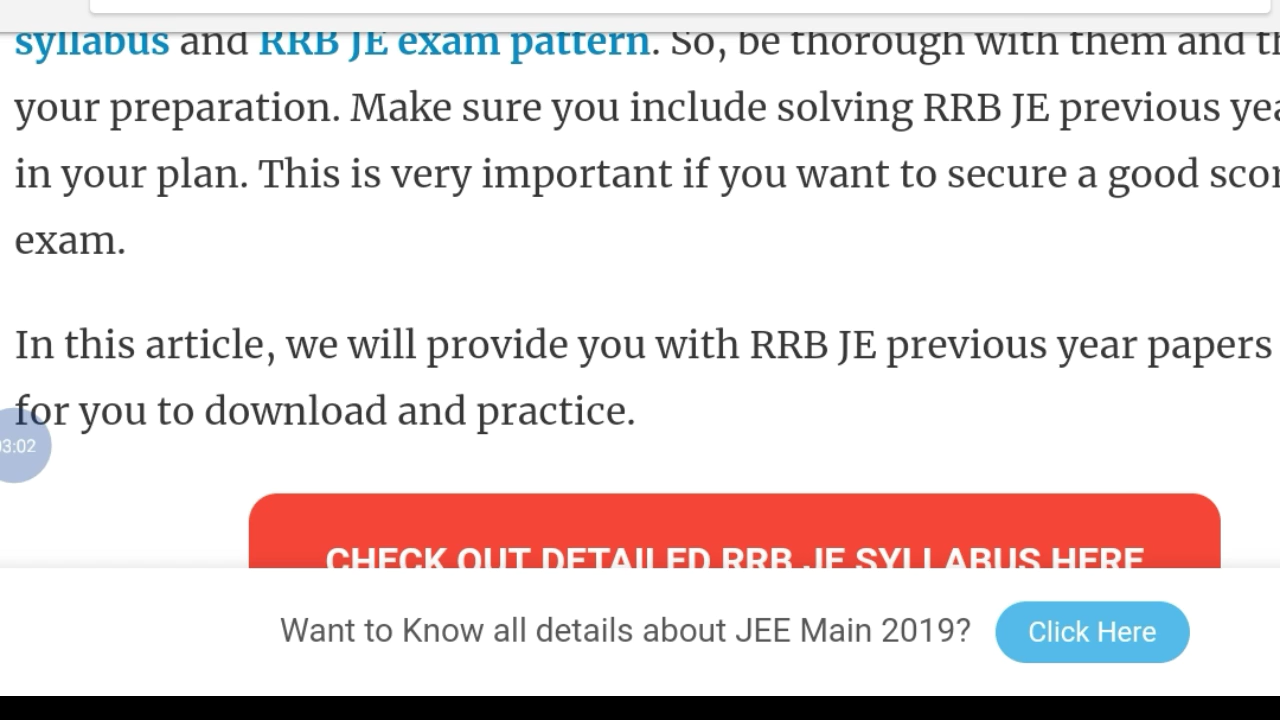 syllabus and RRB JE exam pattern. So, be thorough with them and
your preparation. Make sure you include solving RRB JE previous
in your plan. This is very important if you want to secure a good
exam.
In this article, we will provide you with RRB JE previous year papers
for you to download and practice.
03:02
CHECK OUT DETAILED RRB JE SYLLABUS HERE
Want to Know all details about JEE Main 2019? Click Here